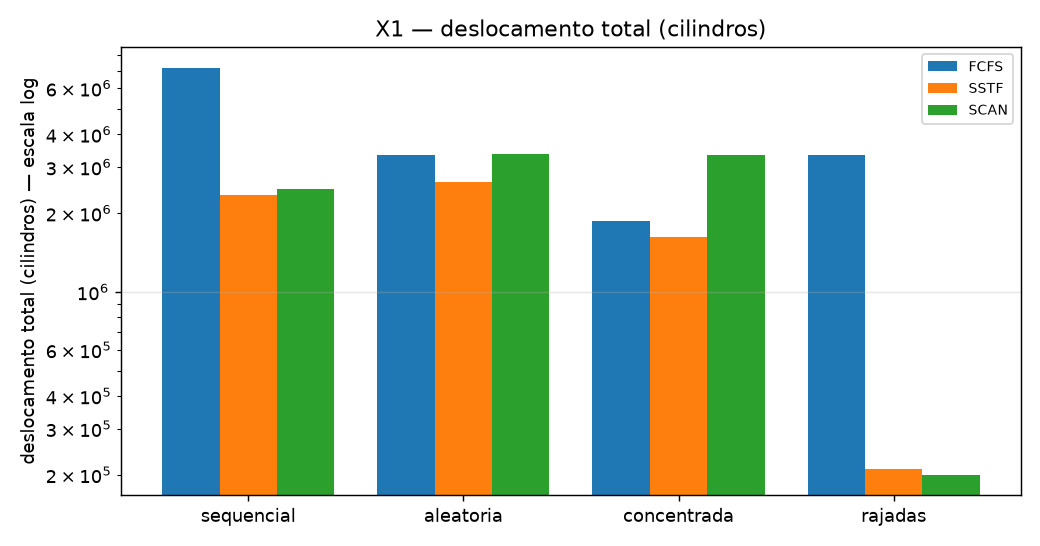 X1 — deslocamento total (cilindros)
deslocamento total (cilindros) — escala log
6 × 10⁶
4 × 10⁶
3 × 10⁶
2 × 10⁶
10⁶
6 × 10⁵
4 × 10⁵
3 × 10⁵
2 × 10⁵
FCFS
SSTF
SCAN
sequencial aleatoria concentrada rajadas